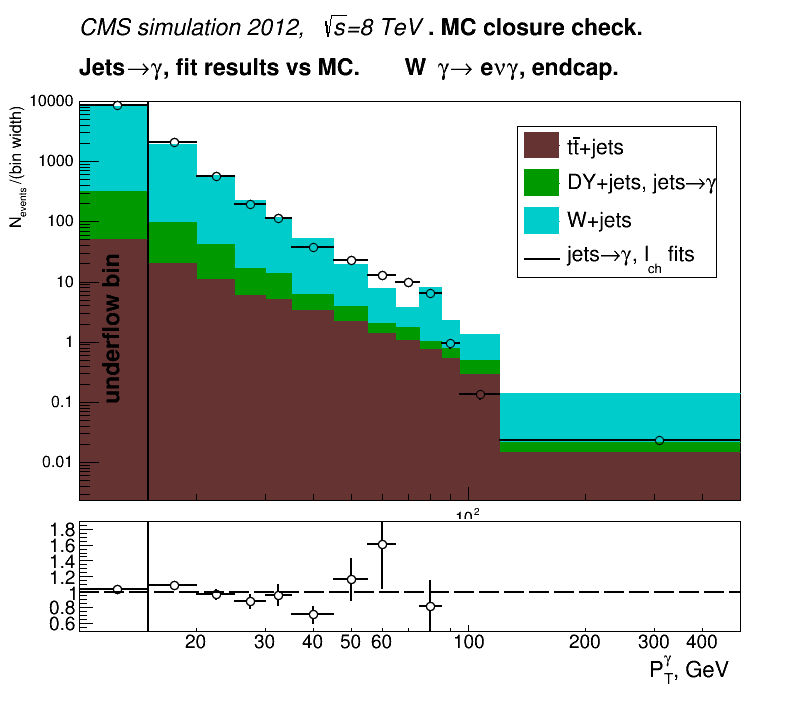 CMS simulation 2012, √s=8 TeV . MC closure check.
Jets→γ, fit results vs MC. W γ→ eνγ, endcap.
N_events /(bin width)
10000
1000
100
10
1
0.1
0.01
underflow bin
tt̄+jets
DY+jets, jets→γ
W+jets
jets→γ, I_ch fits
10²
1.8
1.6
1.4
1.2
1
0.8
0.6
20 30 40 50 60 100 200 300 400
P_T^γ, GeV